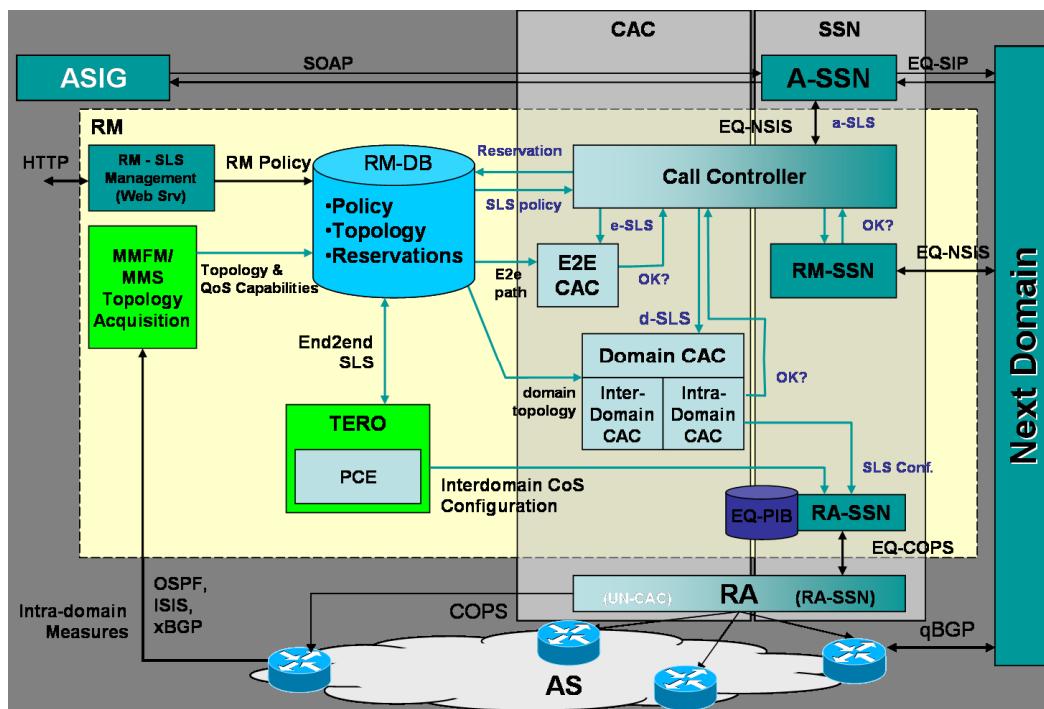 CAC
SSN
ASIG
SOAP
A-SSN
EQ-SIP
RM
EQ-NSIS
a-SLS
HTTP
RM - SLS
Management
(Web Srv)
RM Policy
RM-DB
•Policy
•Topology
•Reservations
Reservation
SLS policy
Call Controller
e-SLS
OK?
OK?
MMFM/
MMS
Topology
Acquisition
Topology &
QoS Capabilities
E2e
path
E2E
CAC
RM-SSN
EQ-NSIS
Next Domain
End2end
SLS
d-SLS
Domain CAC
Inter-
Domain
CAC
Intra-
Domain
CAC
OK?
domain
topology
TERO
PCE
Interdomain CoS
Configuration
SLS Conf.
EQ-PIB
RA-SSN
EQ-COPS
(UN-CAC)
RA
(RA-SSN)
OSPF,
ISIS,
xBGP
Intra-domain
Measures
COPS
qBGP
AS